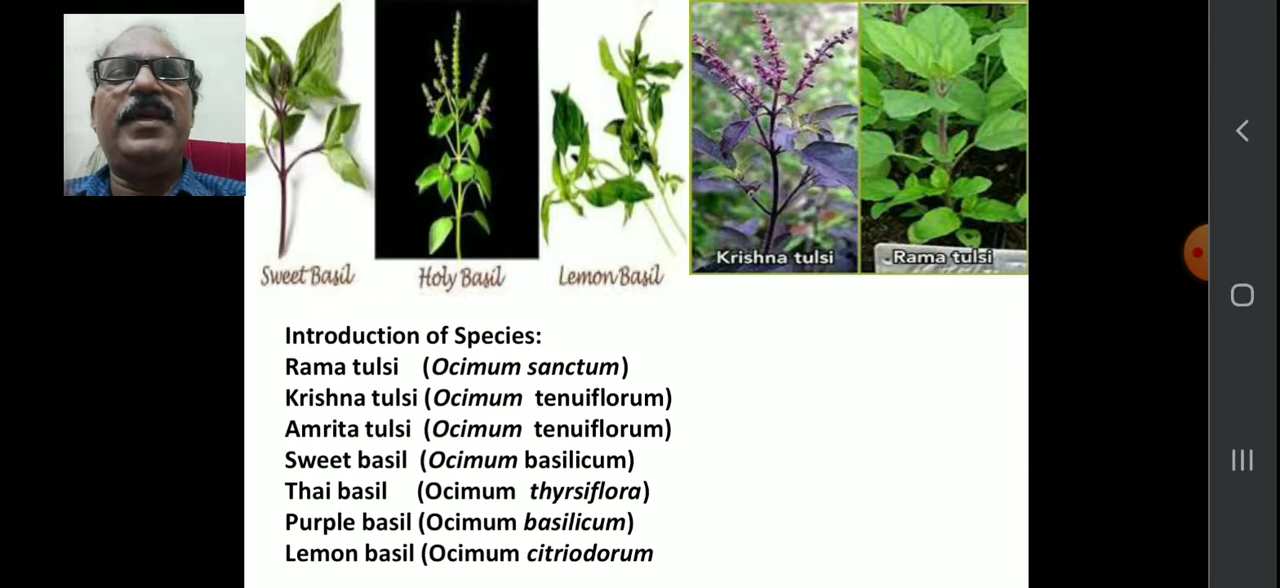 Sweet Basil
Holy Basil
Lemon Basil
Krishna tulsi
Rama tulsi
Introduction of Species:
Rama tulsi (Ocimum sanctum)
Krishna tulsi (Ocimum tenuiflorum)
Amrita tulsi (Ocimum tenuiflorum)
Sweet basil (Ocimum basilicum)
Thai basil (Ocimum thyrsiflora)
Purple basil (Ocimum basilicum)
Lemon basil (Ocimum citriodorum